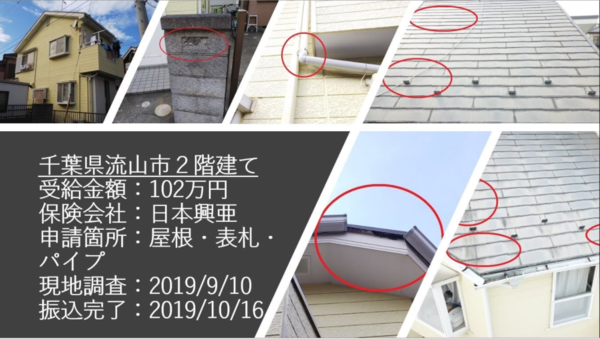 千葉県流山市２階建て
受給金額：102万円
保険会社：日本興亜
申請箇所：屋根・表札・
パイプ
現地調査：2019/9/10
振込完了：2019/10/16